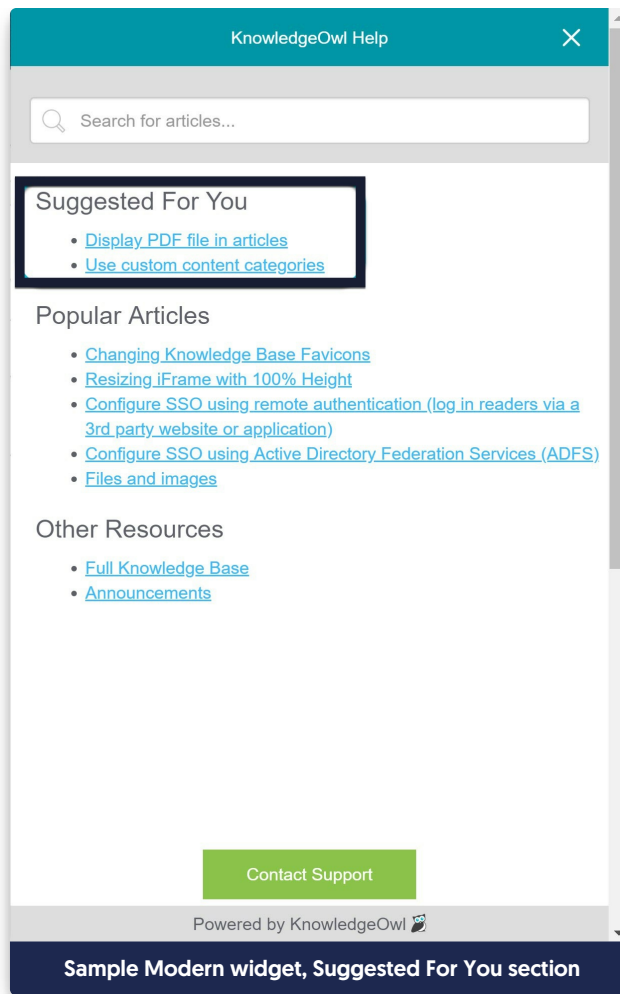 KnowledgeOwl Help
Search for articles...
Suggested For You
Display PDF file in articles
Use custom content categories
Popular Articles
Changing Knowledge Base Favicons
Resizing iFrame with 100% Height
Configure SSO using remote authentication (log in readers via a
3rd party website or application)
Configure SSO using Active Directory Federation Services (ADFS)
Files and images
Other Resources
Full Knowledge Base
Announcements
Contact Support
Powered by KnowledgeOwl
Sample Modern widget, Suggested For You section